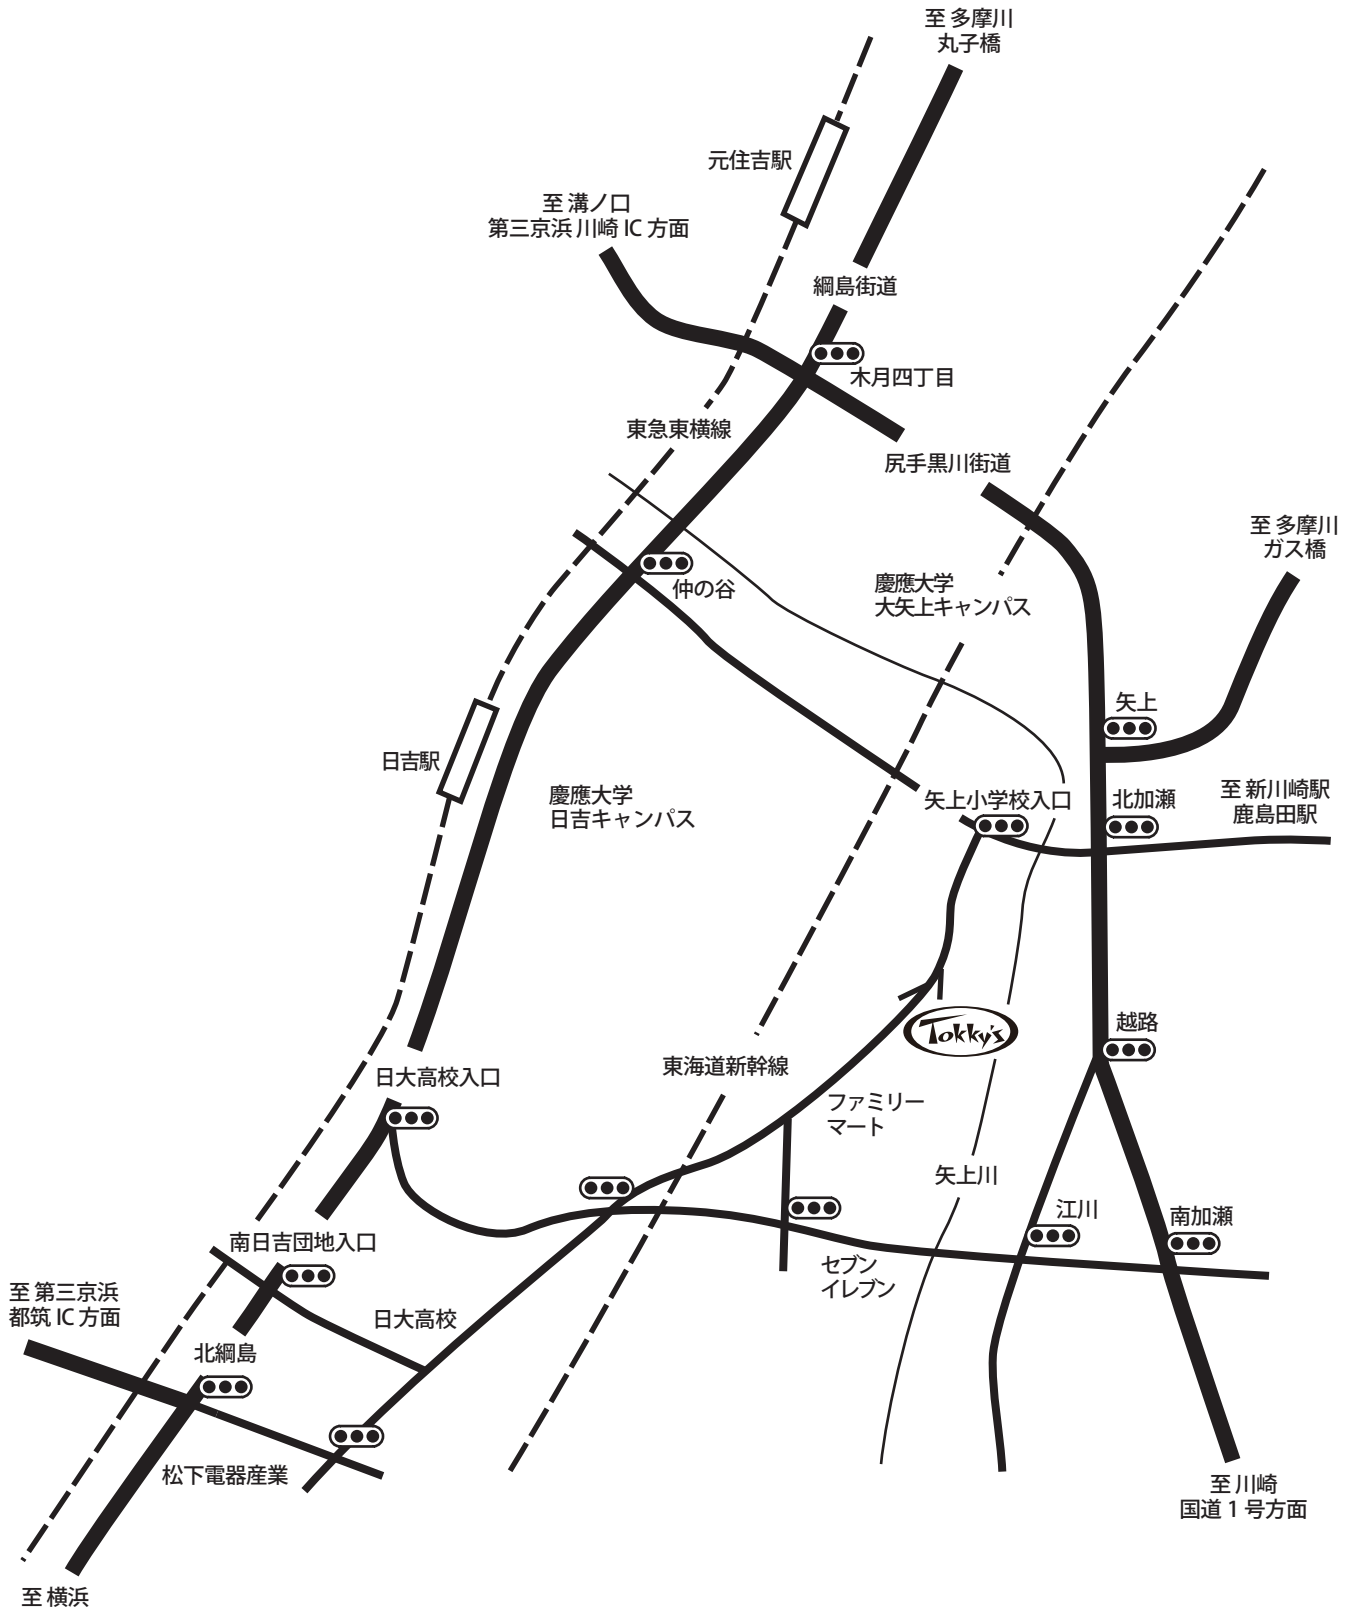 至 多摩川
丸子橋
元住吉駅
至 溝ノ口
第三京浜 川崎 IC 方面
綱島街道
木月四丁目
東急東横線
尻手黒川街道
至 多摩川
ガス橋
慶應大学
大矢上キャンパス
仲の谷
矢上
日吉駅
慶應大学
日吉キャンパス
矢上小学校入口
北加瀬
至 新川崎駅
鹿島田駅
Tokky's
越路
東海道新幹線
日大高校入口
ファミリー
マート
矢上川
江川
南加瀬
南日吉団地入口
セブン
イレブン
至 第三京浜
都筑 IC 方面
日大高校
北綱島
松下電器産業
至 川崎
国道 1 号方面
至 横浜